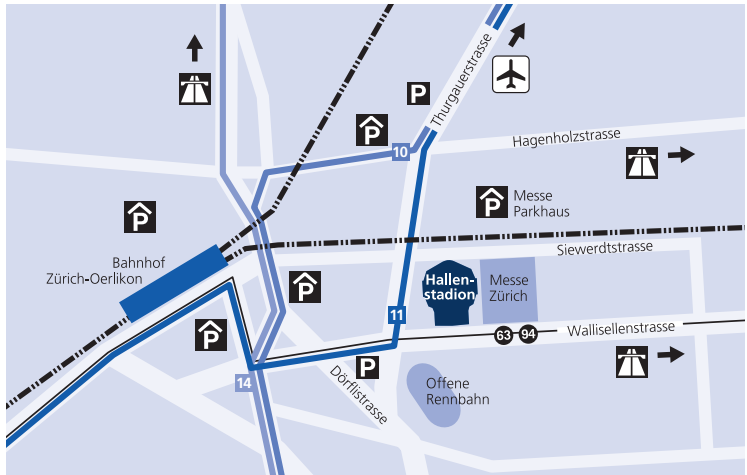 Thurgauerstrasse
P
P
10
Hagenholzstrasse
P
Bahnhof
Zürich-Oerlikon
P
Messe
Parkhaus
Siewerdtstrasse
P
Hallen-
stadion
Messe
Zürich
11
P
63
94
Wallisellenstrasse
P
14
Dörflistrasse
Offene
Rennbahn